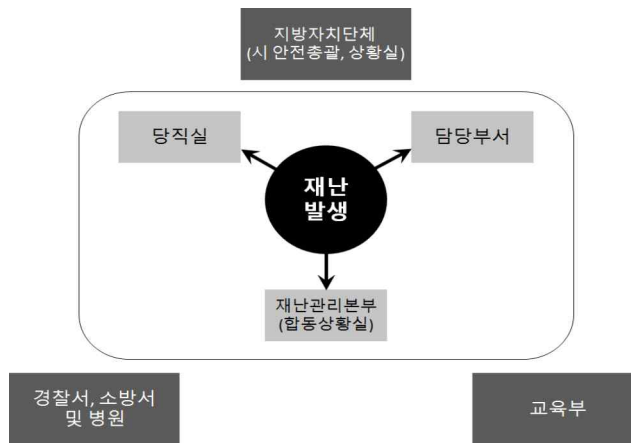 지방자치단체
(시 안전총괄, 상황실)
당직실
담당부서
재난
발생
재난관리본부
(합동상황실)
경찰서, 소방서
및 병원
교육부